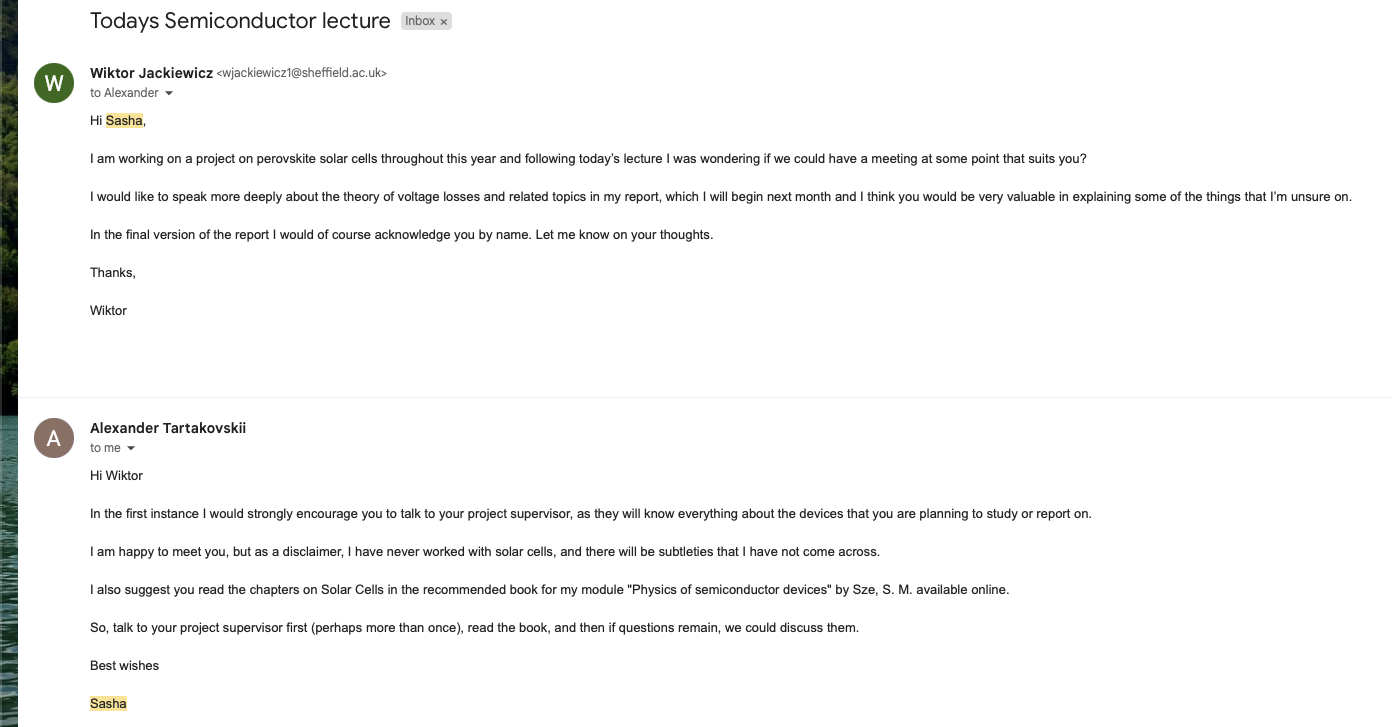 Todays Semiconductor lecture Inbox ×
W
Wiktor Jackiewicz <wjackiewicz1@sheffield.ac.uk>
to Alexander
Hi Sasha,
I am working on a project on perovskite solar cells throughout this year and following today's lecture I was wondering if we could have a meeting at some point that suits you?
I would like to speak more deeply about the theory of voltage losses and related topics in my report, which I will begin next month and I think you would be very valuable in explaining some of the things that I'm unsure on.
In the final version of the report I would of course acknowledge you by name. Let me know on your thoughts.
Thanks,
Wiktor
A
Alexander Tartakovskii
to me
Hi Wiktor
In the first instance I would strongly encourage you to talk to your project supervisor, as they will know everything about the devices that you are planning to study or report on.
I am happy to meet you, but as a disclaimer, I have never worked with solar cells, and there will be subtleties that I have not come across.
I also suggest you read the chapters on Solar Cells in the recommended book for my module "Physics of semiconductor devices" by Sze, S. M. available online.
So, talk to your project supervisor first (perhaps more than once), read the book, and then if questions remain, we could discuss them.
Best wishes
Sasha